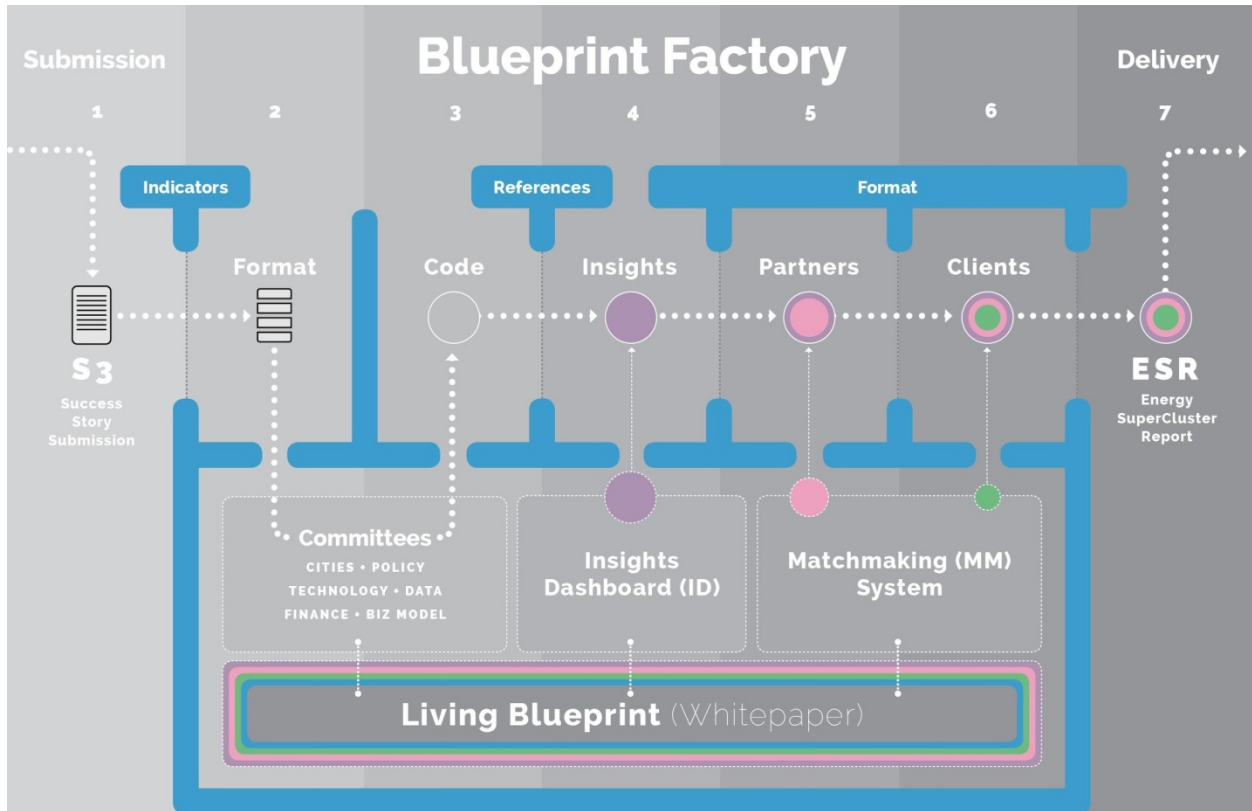 Submission
Blueprint Factory
Delivery
1
2
3
4
5
6
7
Indicators
References
Format
Format
Code
Insights
Partners
Clients
S3
Success
Story
Submission
ESR
Energy
SuperCluster
Report
Committees
CITIES • POLICY
TECHNOLOGY • DATA
FINANCE • BIZ MODEL
Insights
Dashboard (ID)
Matchmaking (MM)
System
Living Blueprint (Whitepaper)